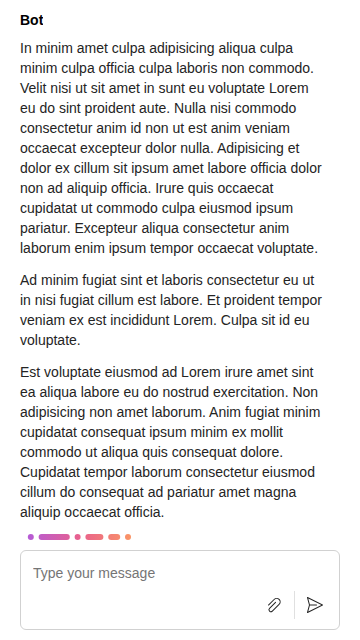 Bot
In minim amet culpa adipisicing aliqua culpa
minim culpa officia culpa laboris non commodo.
Velit nisi ut sit amet in sunt eu voluptate Lorem
eu do sint proident aute. Nulla nisi commodo
consectetur anim id non ut est anim veniam
occaecat excepteur dolor nulla. Adipisicing et
dolor ex cillum sit ipsum amet labore officia dolor
non ad aliquip officia. Irure quis occaecat
cupidatat ut commodo culpa eiusmod ipsum
pariatur. Excepteur aliqua consectetur anim
laborum enim ipsum tempor occaecat voluptate.
Ad minim fugiat sint et laboris consectetur eu ut
in nisi fugiat cillum est labore. Et proident tempor
veniam ex est incididunt Lorem. Culpa sit id eu
voluptate.
Est voluptate eiusmod ad Lorem irure amet sint
ea aliqua labore eu do nostrud exercitation. Non
adipisicing non amet laborum. Anim fugiat minim
cupidatat consequat ipsum minim ex mollit
commodo ut aliqua quis consequat dolore.
Cupidatat tempor laborum consectetur eiusmod
cillum do consequat ad pariatur amet magna
aliquip occaecat officia.
Type your message